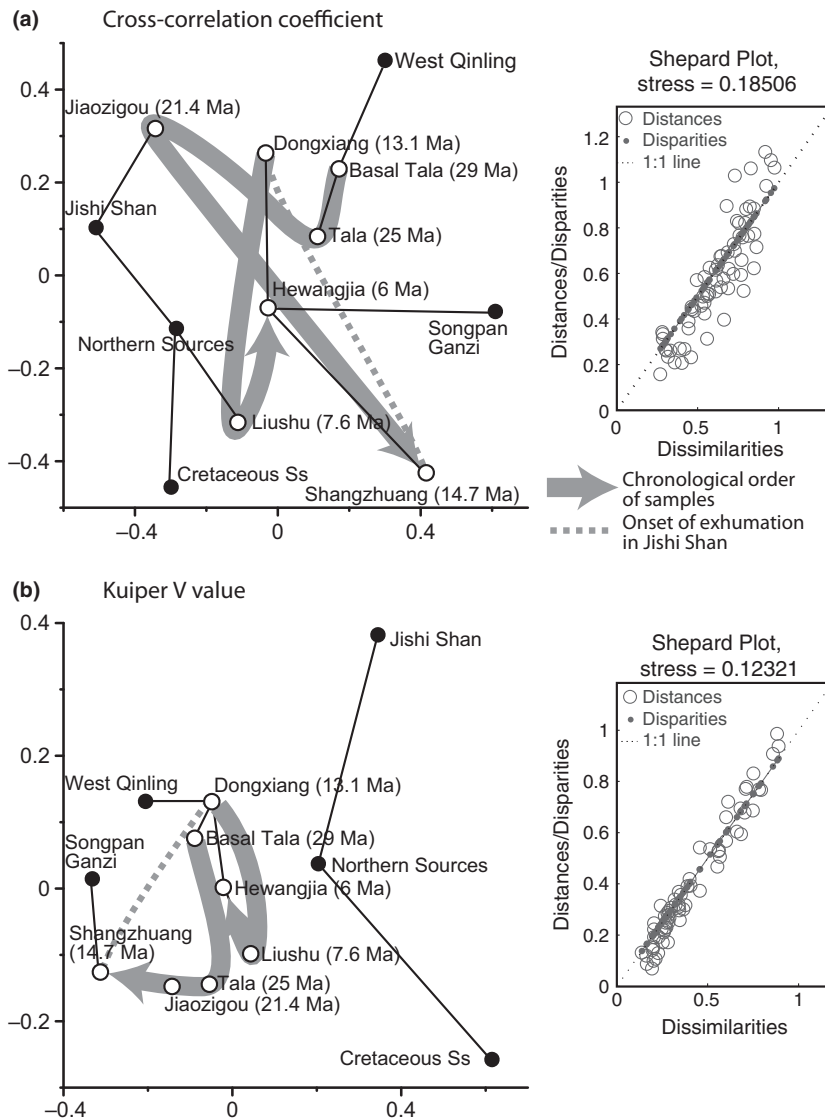 (a)
Cross-correlation coefficient
0.4
0.2
0
−0.2
−0.4
−0.4
0
0.4
West Qinling
Jiaozigou (21.4 Ma)
Dongxiang (13.1 Ma)
Basal Tala (29 Ma)
Jishi Shan
Tala (25 Ma)
Hewangjia (6 Ma)
Songpan
Ganzi
Northern Sources
Liushu (7.6 Ma)
Cretaceous Ss
Shangzhuang (14.7 Ma)
Shepard Plot,
stress = 0.18506
Distances
Disparities
1:1 line
Distances/Disparities
1.2
1
0.8
0.6
0.4
0.2
0
0
0.5
1
Dissimilarities
Chronological order
of samples
Onset of exhumation
in Jishi Shan
(b)
Kuiper V value
0.4
0.2
0
−0.2
−0.4
0
0.4
Jishi Shan
West Qinling
Dongxiang (13.1 Ma)
Songpan
Ganzi
Basal Tala (29 Ma)
Northern Sources
Hewangjia (6 Ma)
Shangzhuang
(14.7 Ma)
Liushu (7.6 Ma)
Tala (25 Ma)
Jiaozigou (21.4 Ma)
Cretaceous Ss
Shepard Plot,
stress = 0.12321
Distances
Disparities
1:1 line
Distances/Disparities
1
0.8
0.6
0.4
0.2
0
0
0.5
1
Dissimilarities